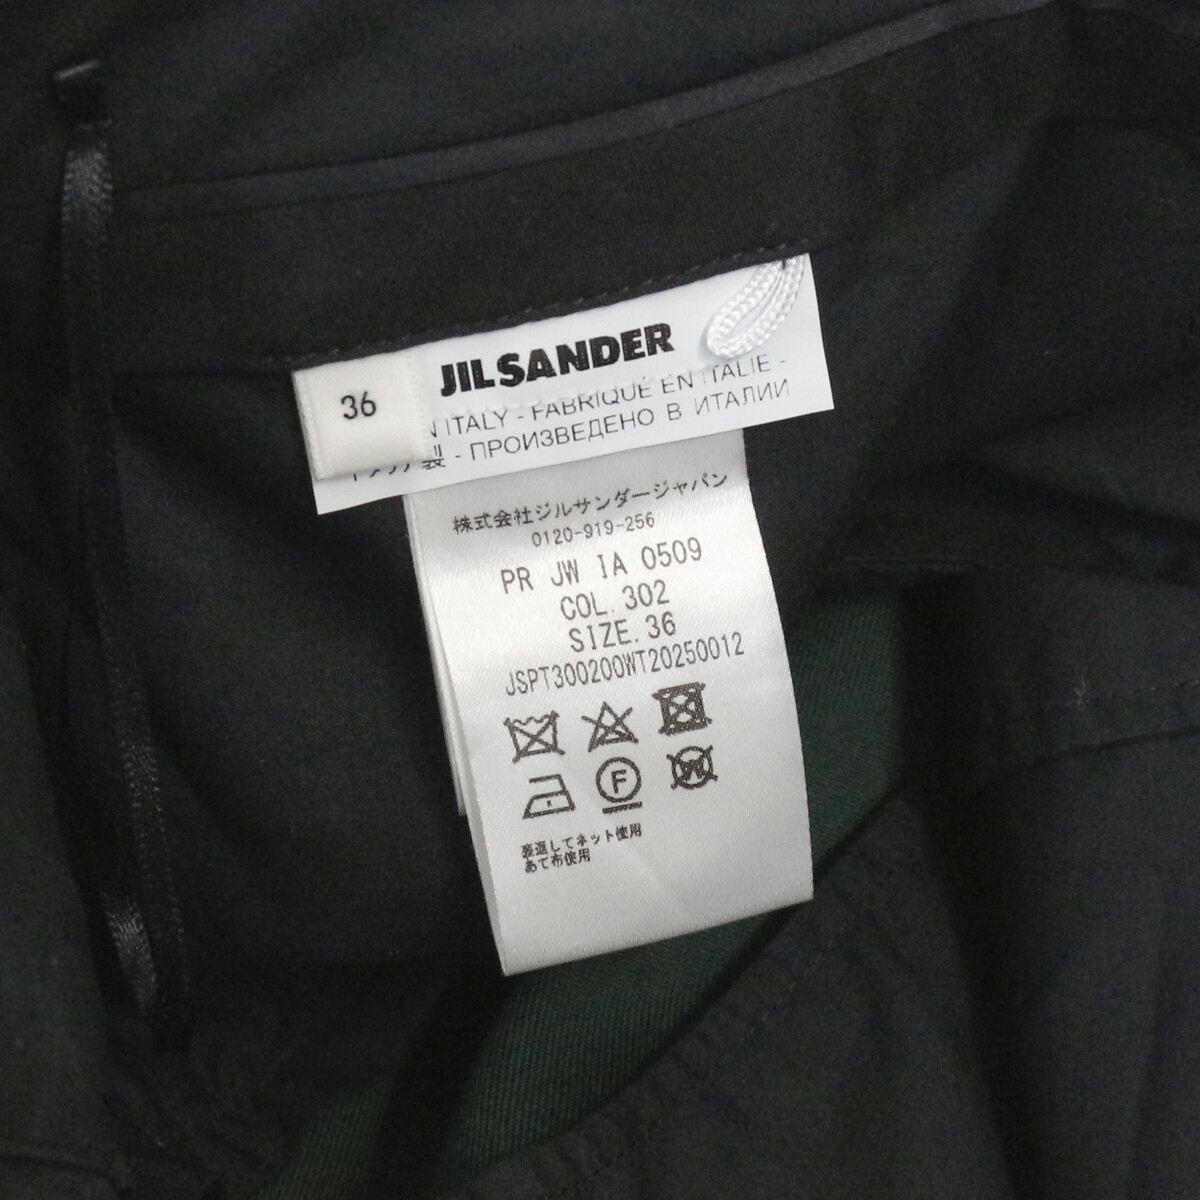 JIL SANDER
36
N ITALY - FABRIQUÉ EN ITALIE -
製 - ПРОИЗВЕДЕНО В ИТАЛИИ
株式会社ジルサンダージャパン
0120-919-256
PR JW IA 0509
COL.302
SIZE.36
JSPT300200WT20250012
F
W
裏返してネット使用
あて布使用